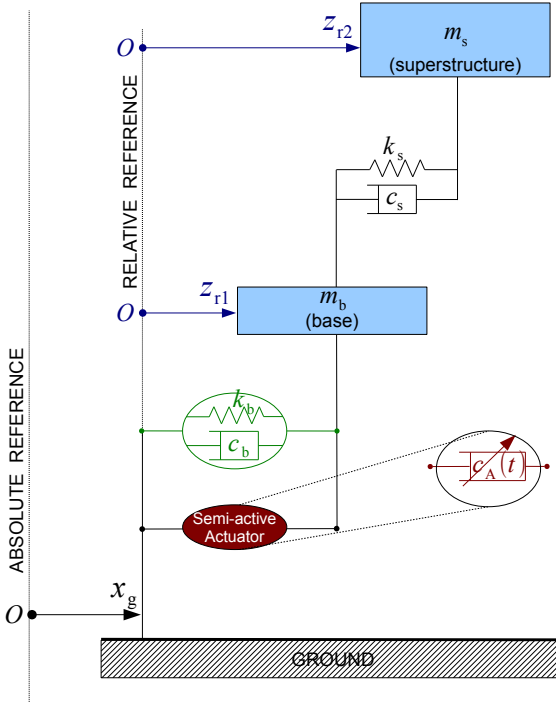 z_r2
O
m_s
(superstructure)
k_s
c_s
RELATIVE REFERENCE
z_r1
O
m_b
(base)
k_b
c_b
c_A(t)
Semi-active
Actuator
ABSOLUTE REFERENCE
x_g
O
GROUND